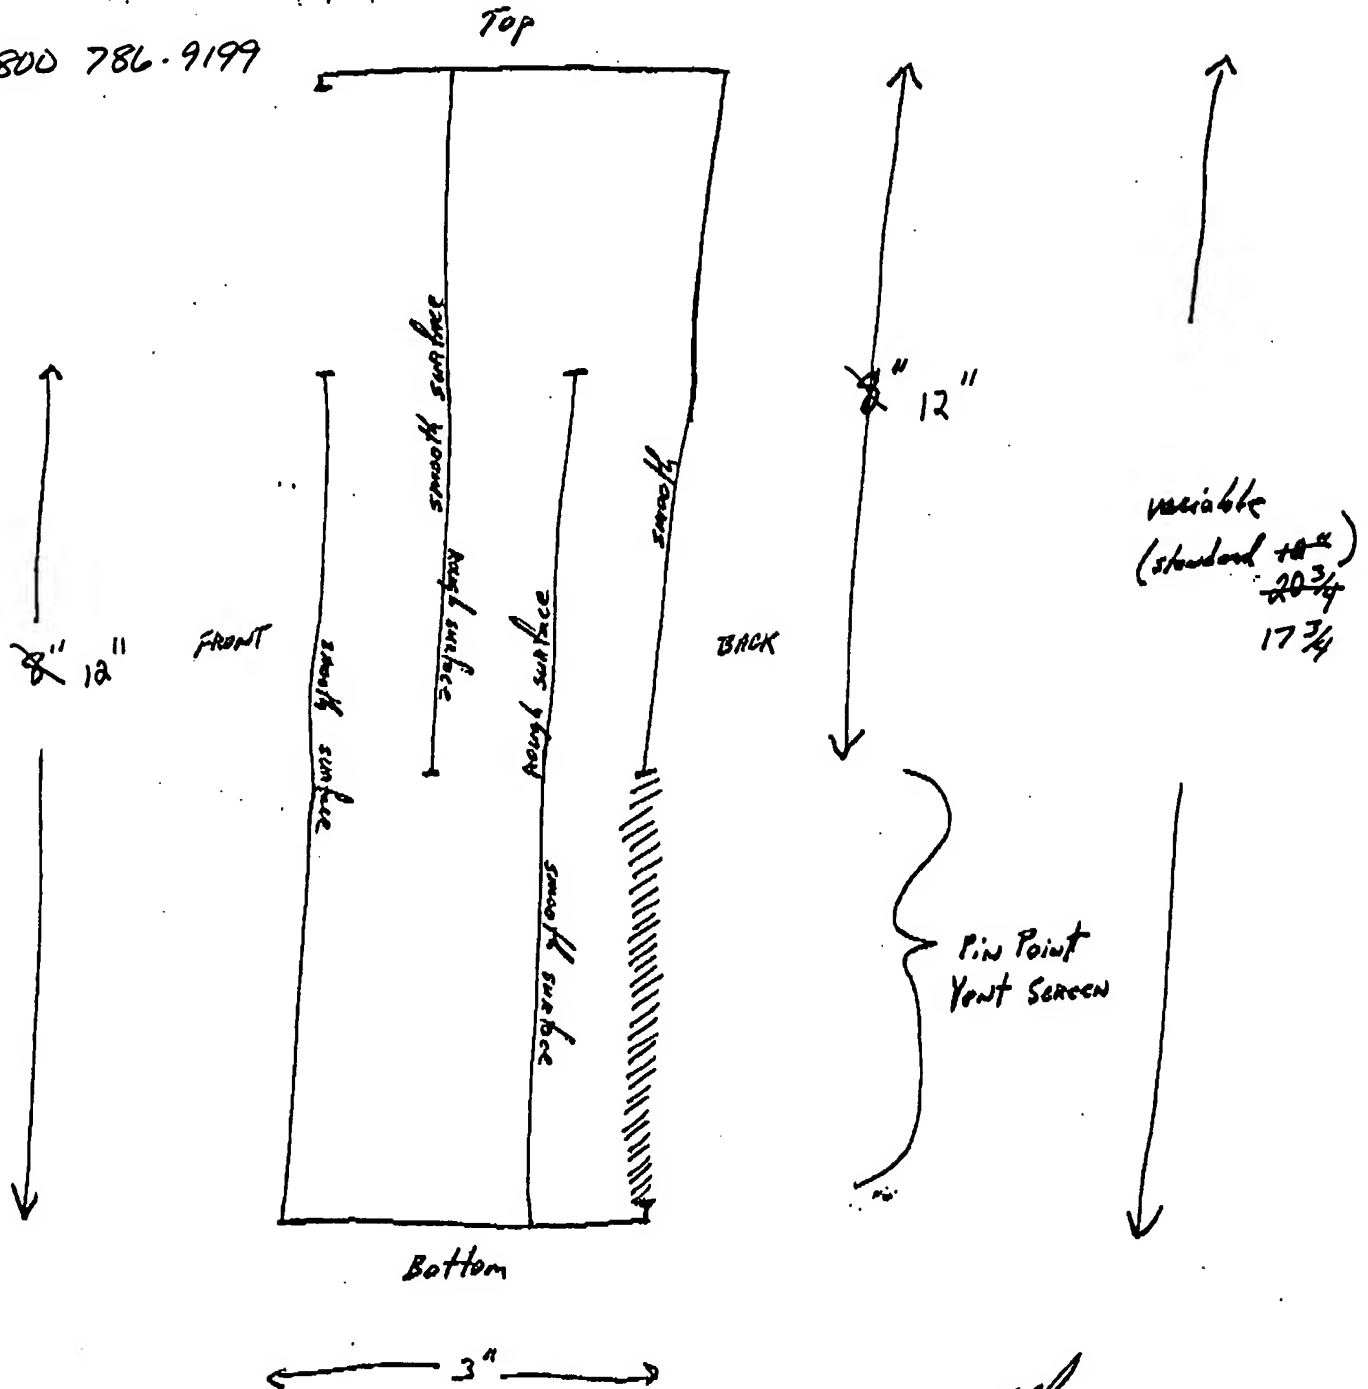 Top
800 786-9199
smooth surface
Rough surface
8" 12"
smooth
variable
(standard 18")
20 3/4
17 3/4
FRONT
8" 12"
smooth surface
Rough surface
BACK
smooth surface
Pin Point
Vent Screen
Bottom
3"